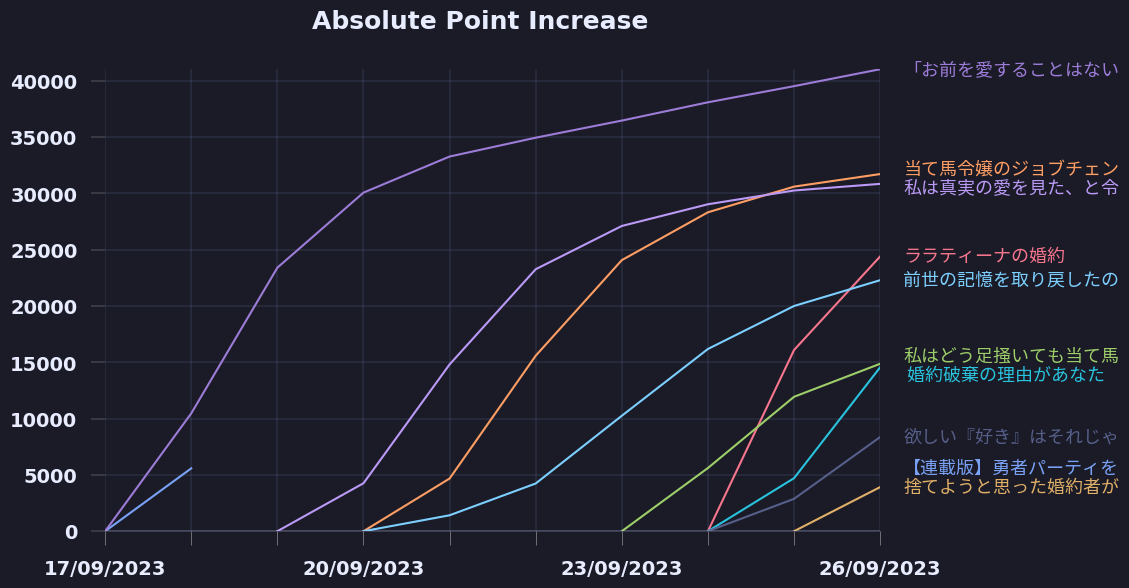 Absolute Point Increase
40000
35000
30000
25000
20000
15000
10000
5000
0
17/09/2023
20/09/2023
23/09/2023
26/09/2023
「お前を愛することはない
当て馬令嬢のジョブチェン
私は真実の愛を見た、と令
ララティーナの婚約
前世の記憶を取り戻したの
私はどう足掻いても当て馬
婚約破棄の理由があなた
欲しい『好き』はそれじゃ
【連載版】勇者パーティを
捨てようと思った婚約者が